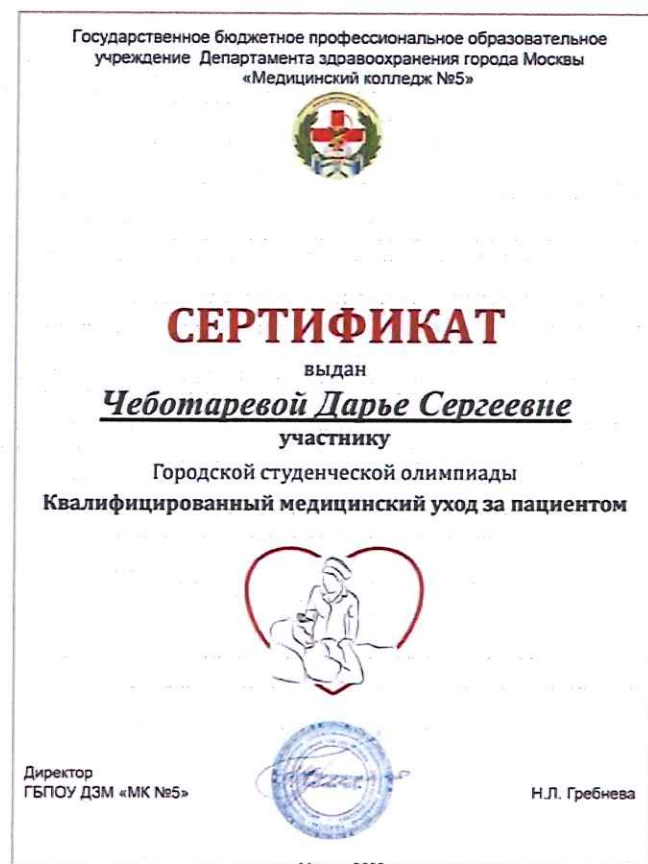 Государственное бюджетное профессиональное образовательное
учреждение Департамента здравоохранения города Москвы
«Медицинский колледж №5»
СЕРТИФИКАТ
выдан
Чеботаревой Дарье Сергеевне
участнику
Городской студенческой олимпиады
Квалифицированный медицинский уход за пациентом
Директор
ГБПОУ ДЗМ «МК №5»
Н.Л. Гребнева